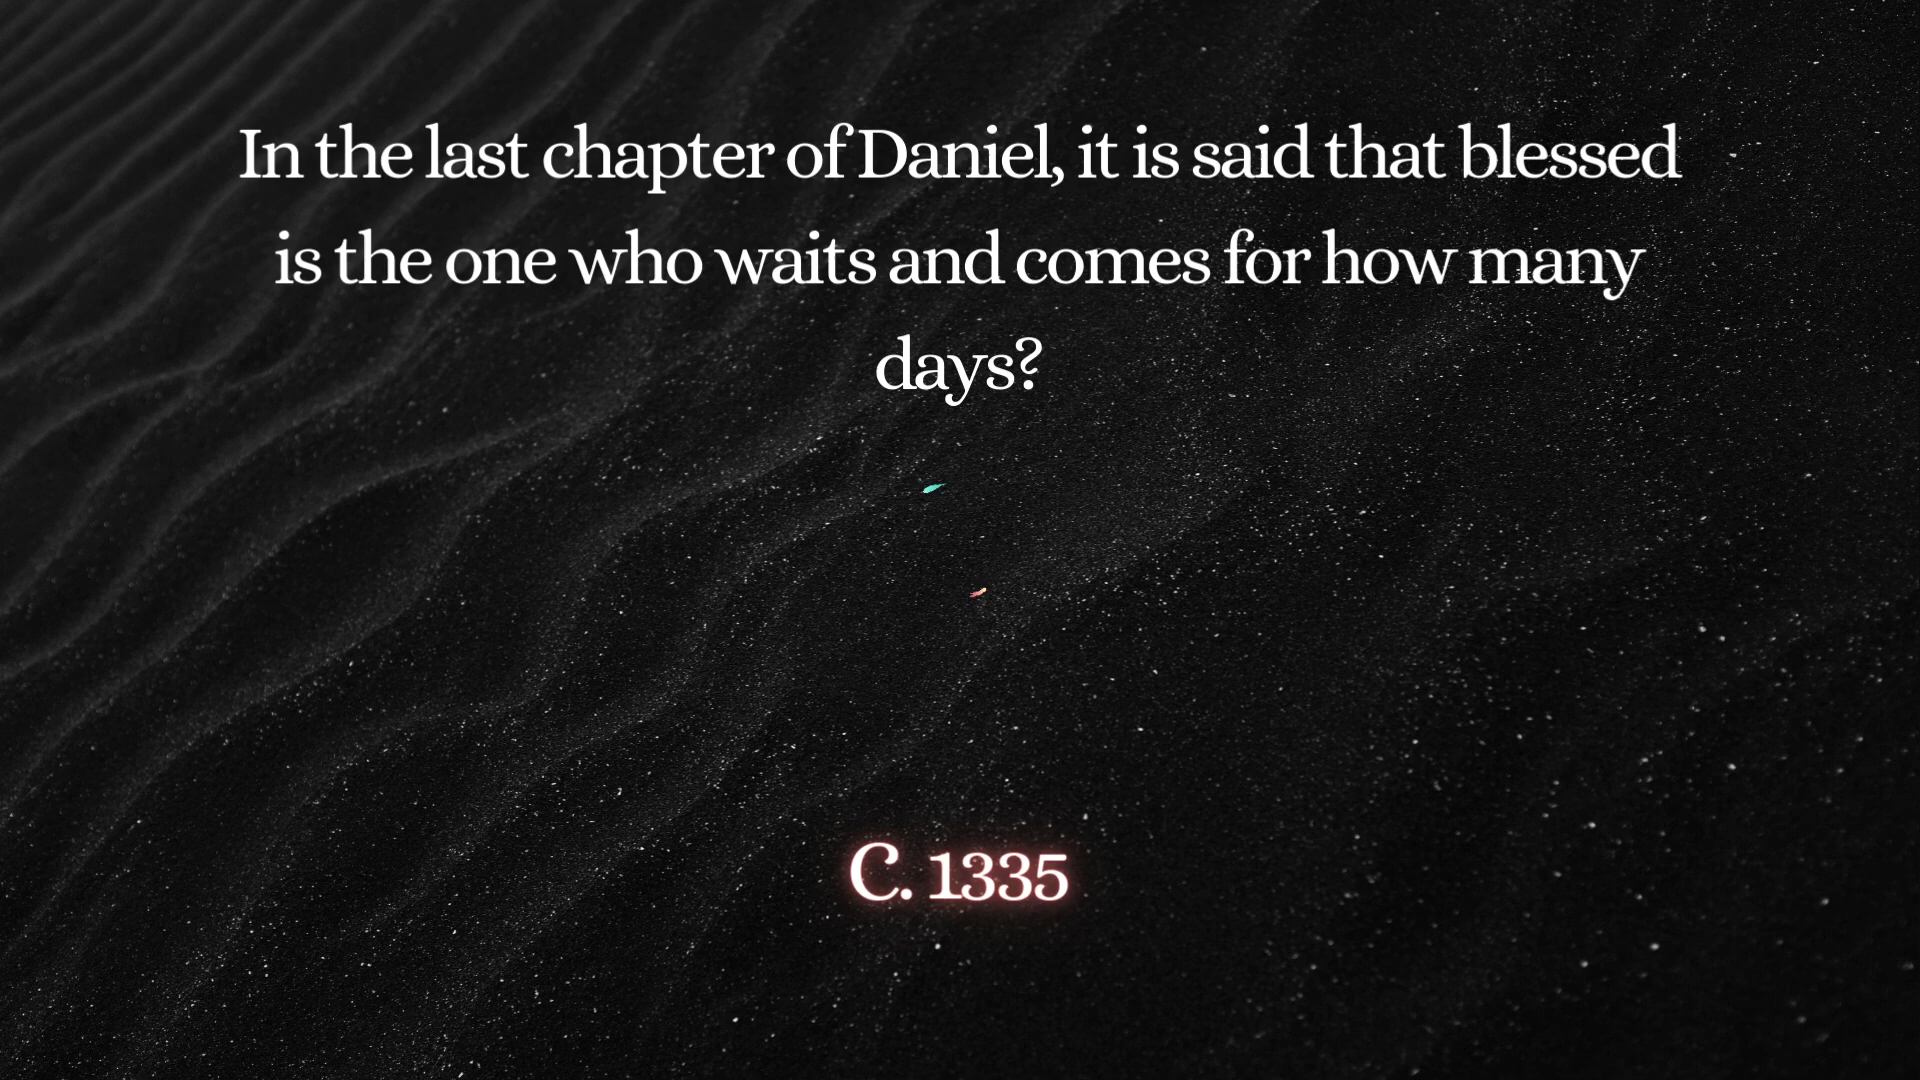 In the last chapter of Daniel, it is said that blessed
is the one who waits and comes for how many
days?
C. 1335